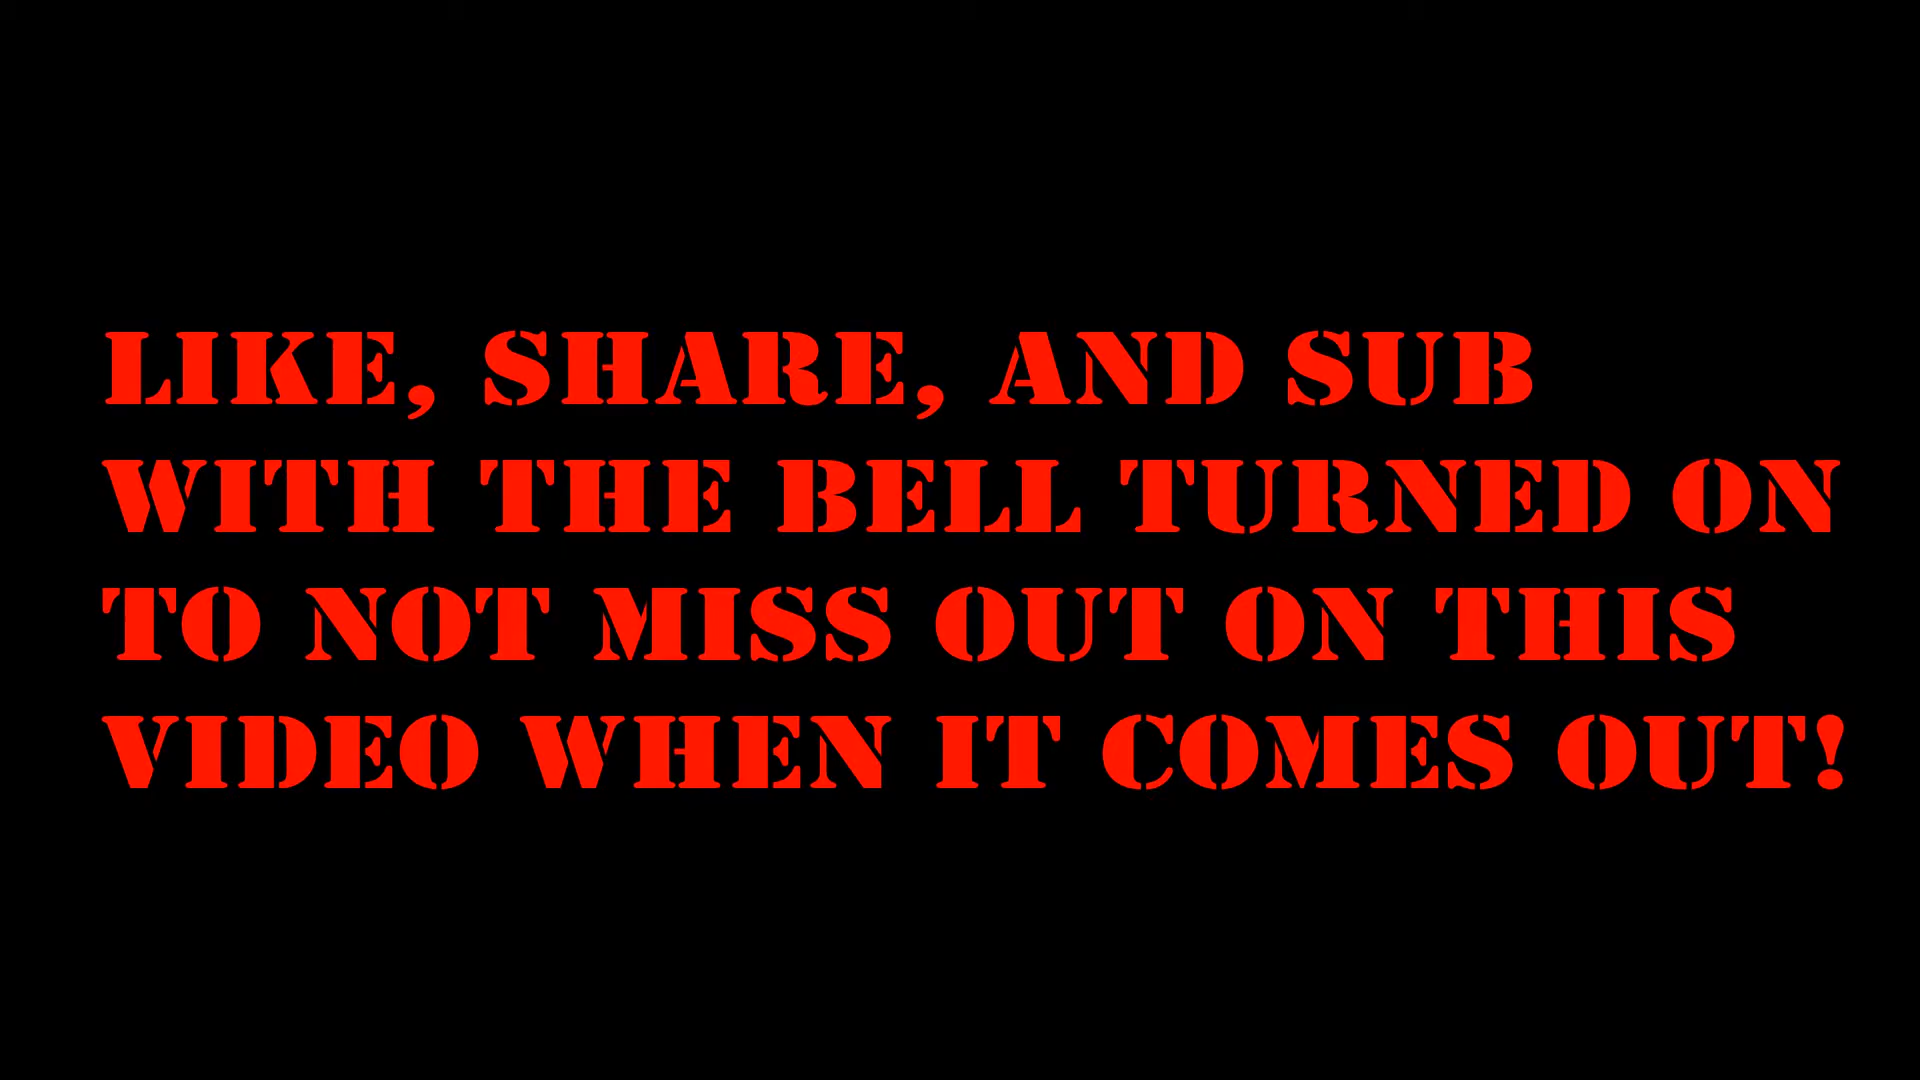 LIKE, SHARE, AND SUB
WITH THE BELL TURNED ON
TO NOT MISS OUT ON THIS
VIDEO WHEN IT COMES OUT!